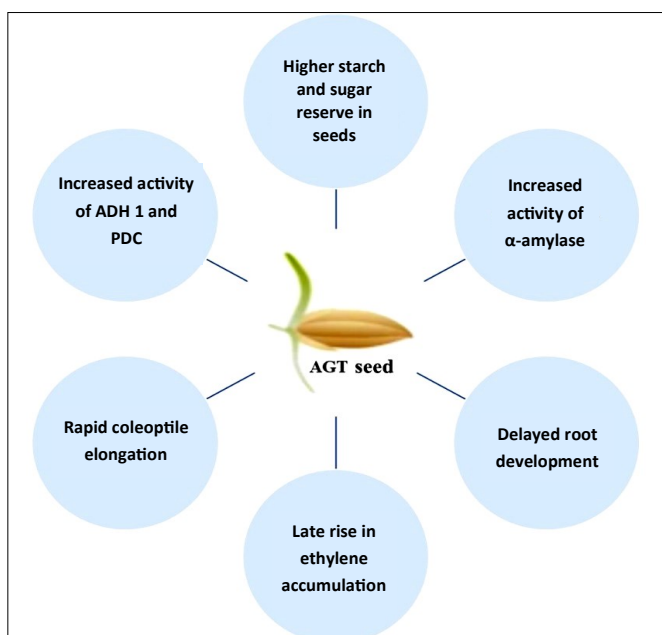 Higher starch
and sugar
reserve in
seeds
Increased activity
of ADH 1 and
PDC
Increased
activity of
α-amylase
AGT seed
Rapid coleoptile
elongation
Delayed root
development
Late rise in
ethylene
accumulation